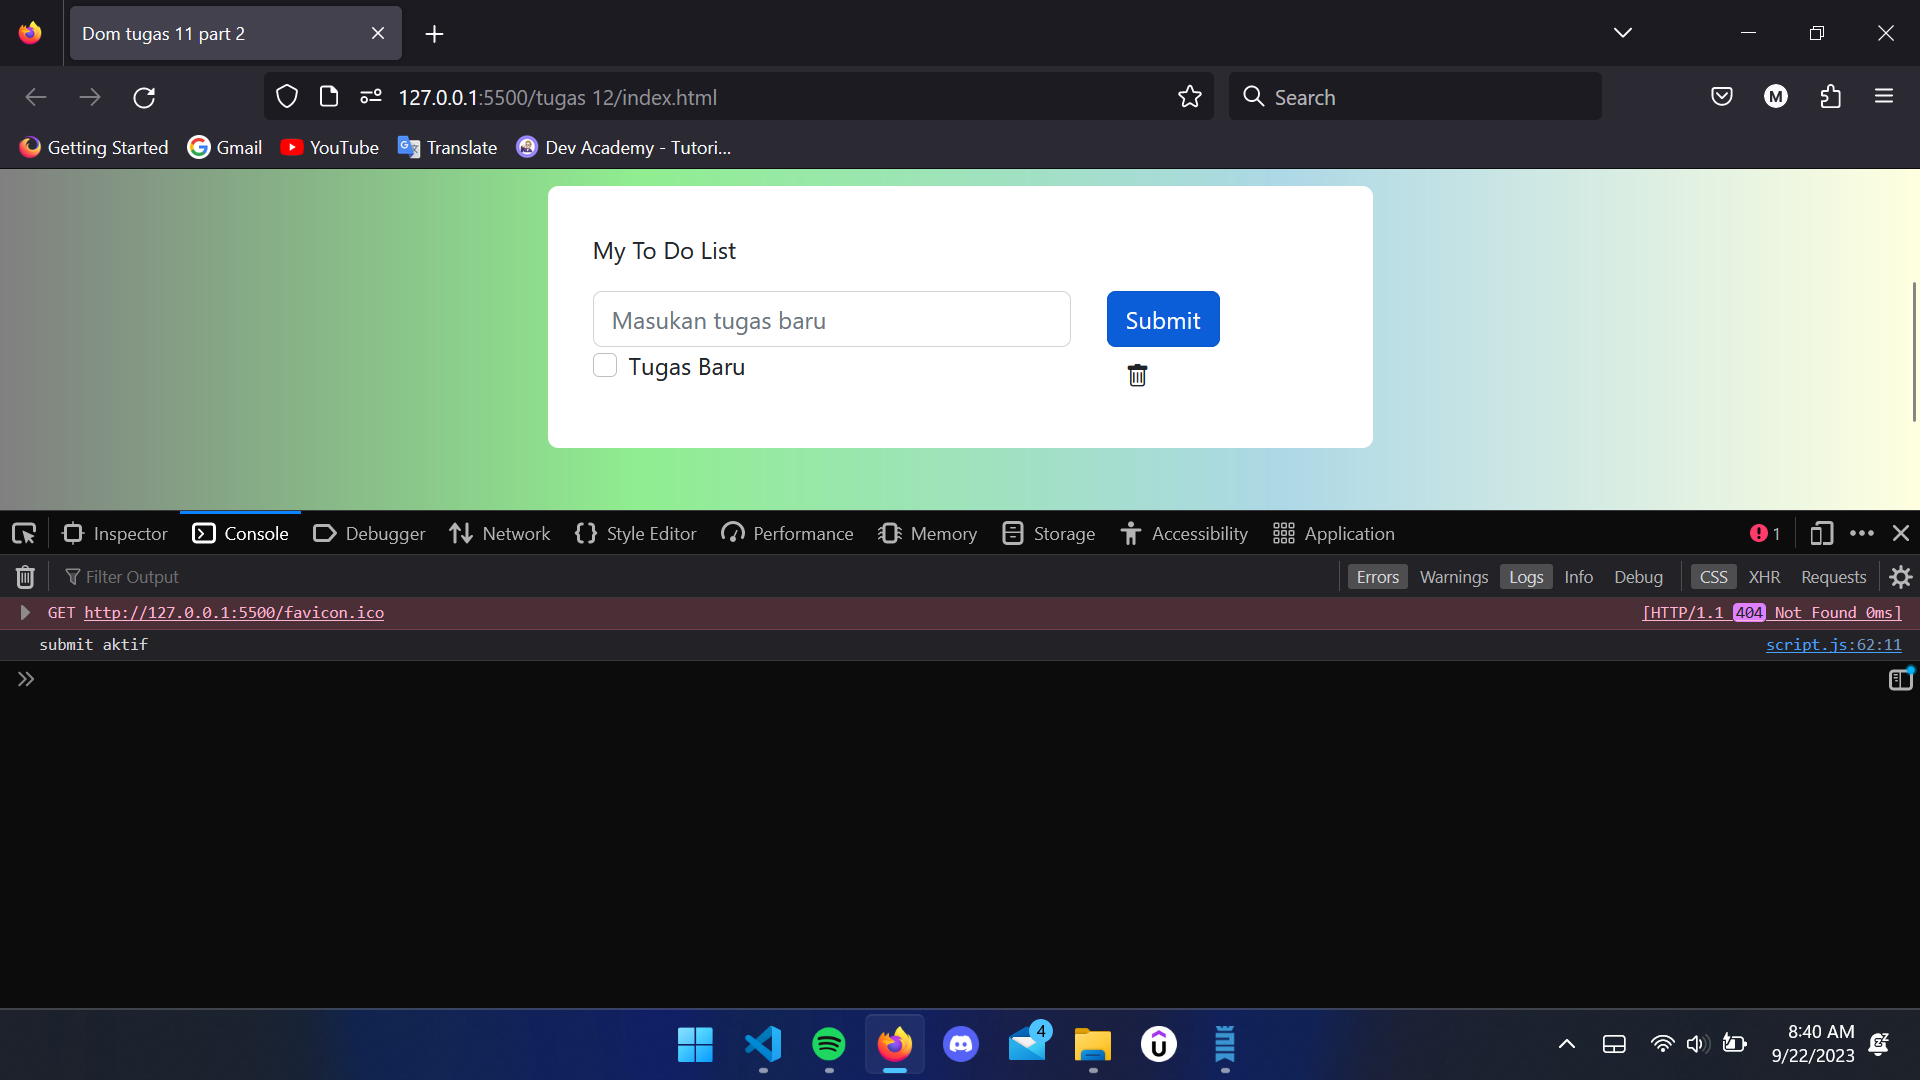 Dom tugas 11 part 2
127.0.0.1:5500/tugas 12/index.html
Search
M
Getting Started
Gmail
YouTube
Translate
Dev Academy - Tutori...
My To Do List
Masukan tugas baru
Submit
Tugas Baru
Inspector
Console
Debugger
Network
Style Editor
Performance
Memory
Storage
Accessibility
Application
1
Filter Output
Errors
Warnings
Logs
Info
Debug
CSS
XHR
Requests
GET http://127.0.0.1:5500/favicon.ico
[HTTP/1.1 404 Not Found 0ms]
submit aktif
script.js:62:11
4
8:40 AM
9/22/2023